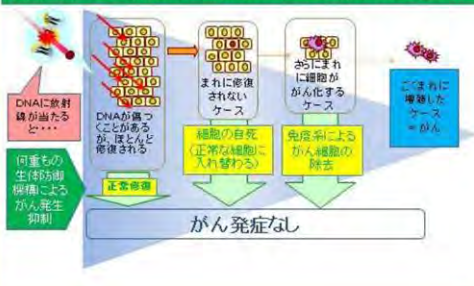 DNAに放射
線が当たる
と・・・
DNAが傷つ
くことがある
が、ほとんど
修復される
まれに修復
されない
ケース
さらにまれ
に細胞が
がん化する
ケース
ごくまれに
増殖した
ケース
=がん
何重もの
生体防御
機構による
がん発生
抑制
正常修復
細胞の自死
(正常な細胞に
入れ替わる)
免疫系による
がん細胞の
除去
がん発症なし